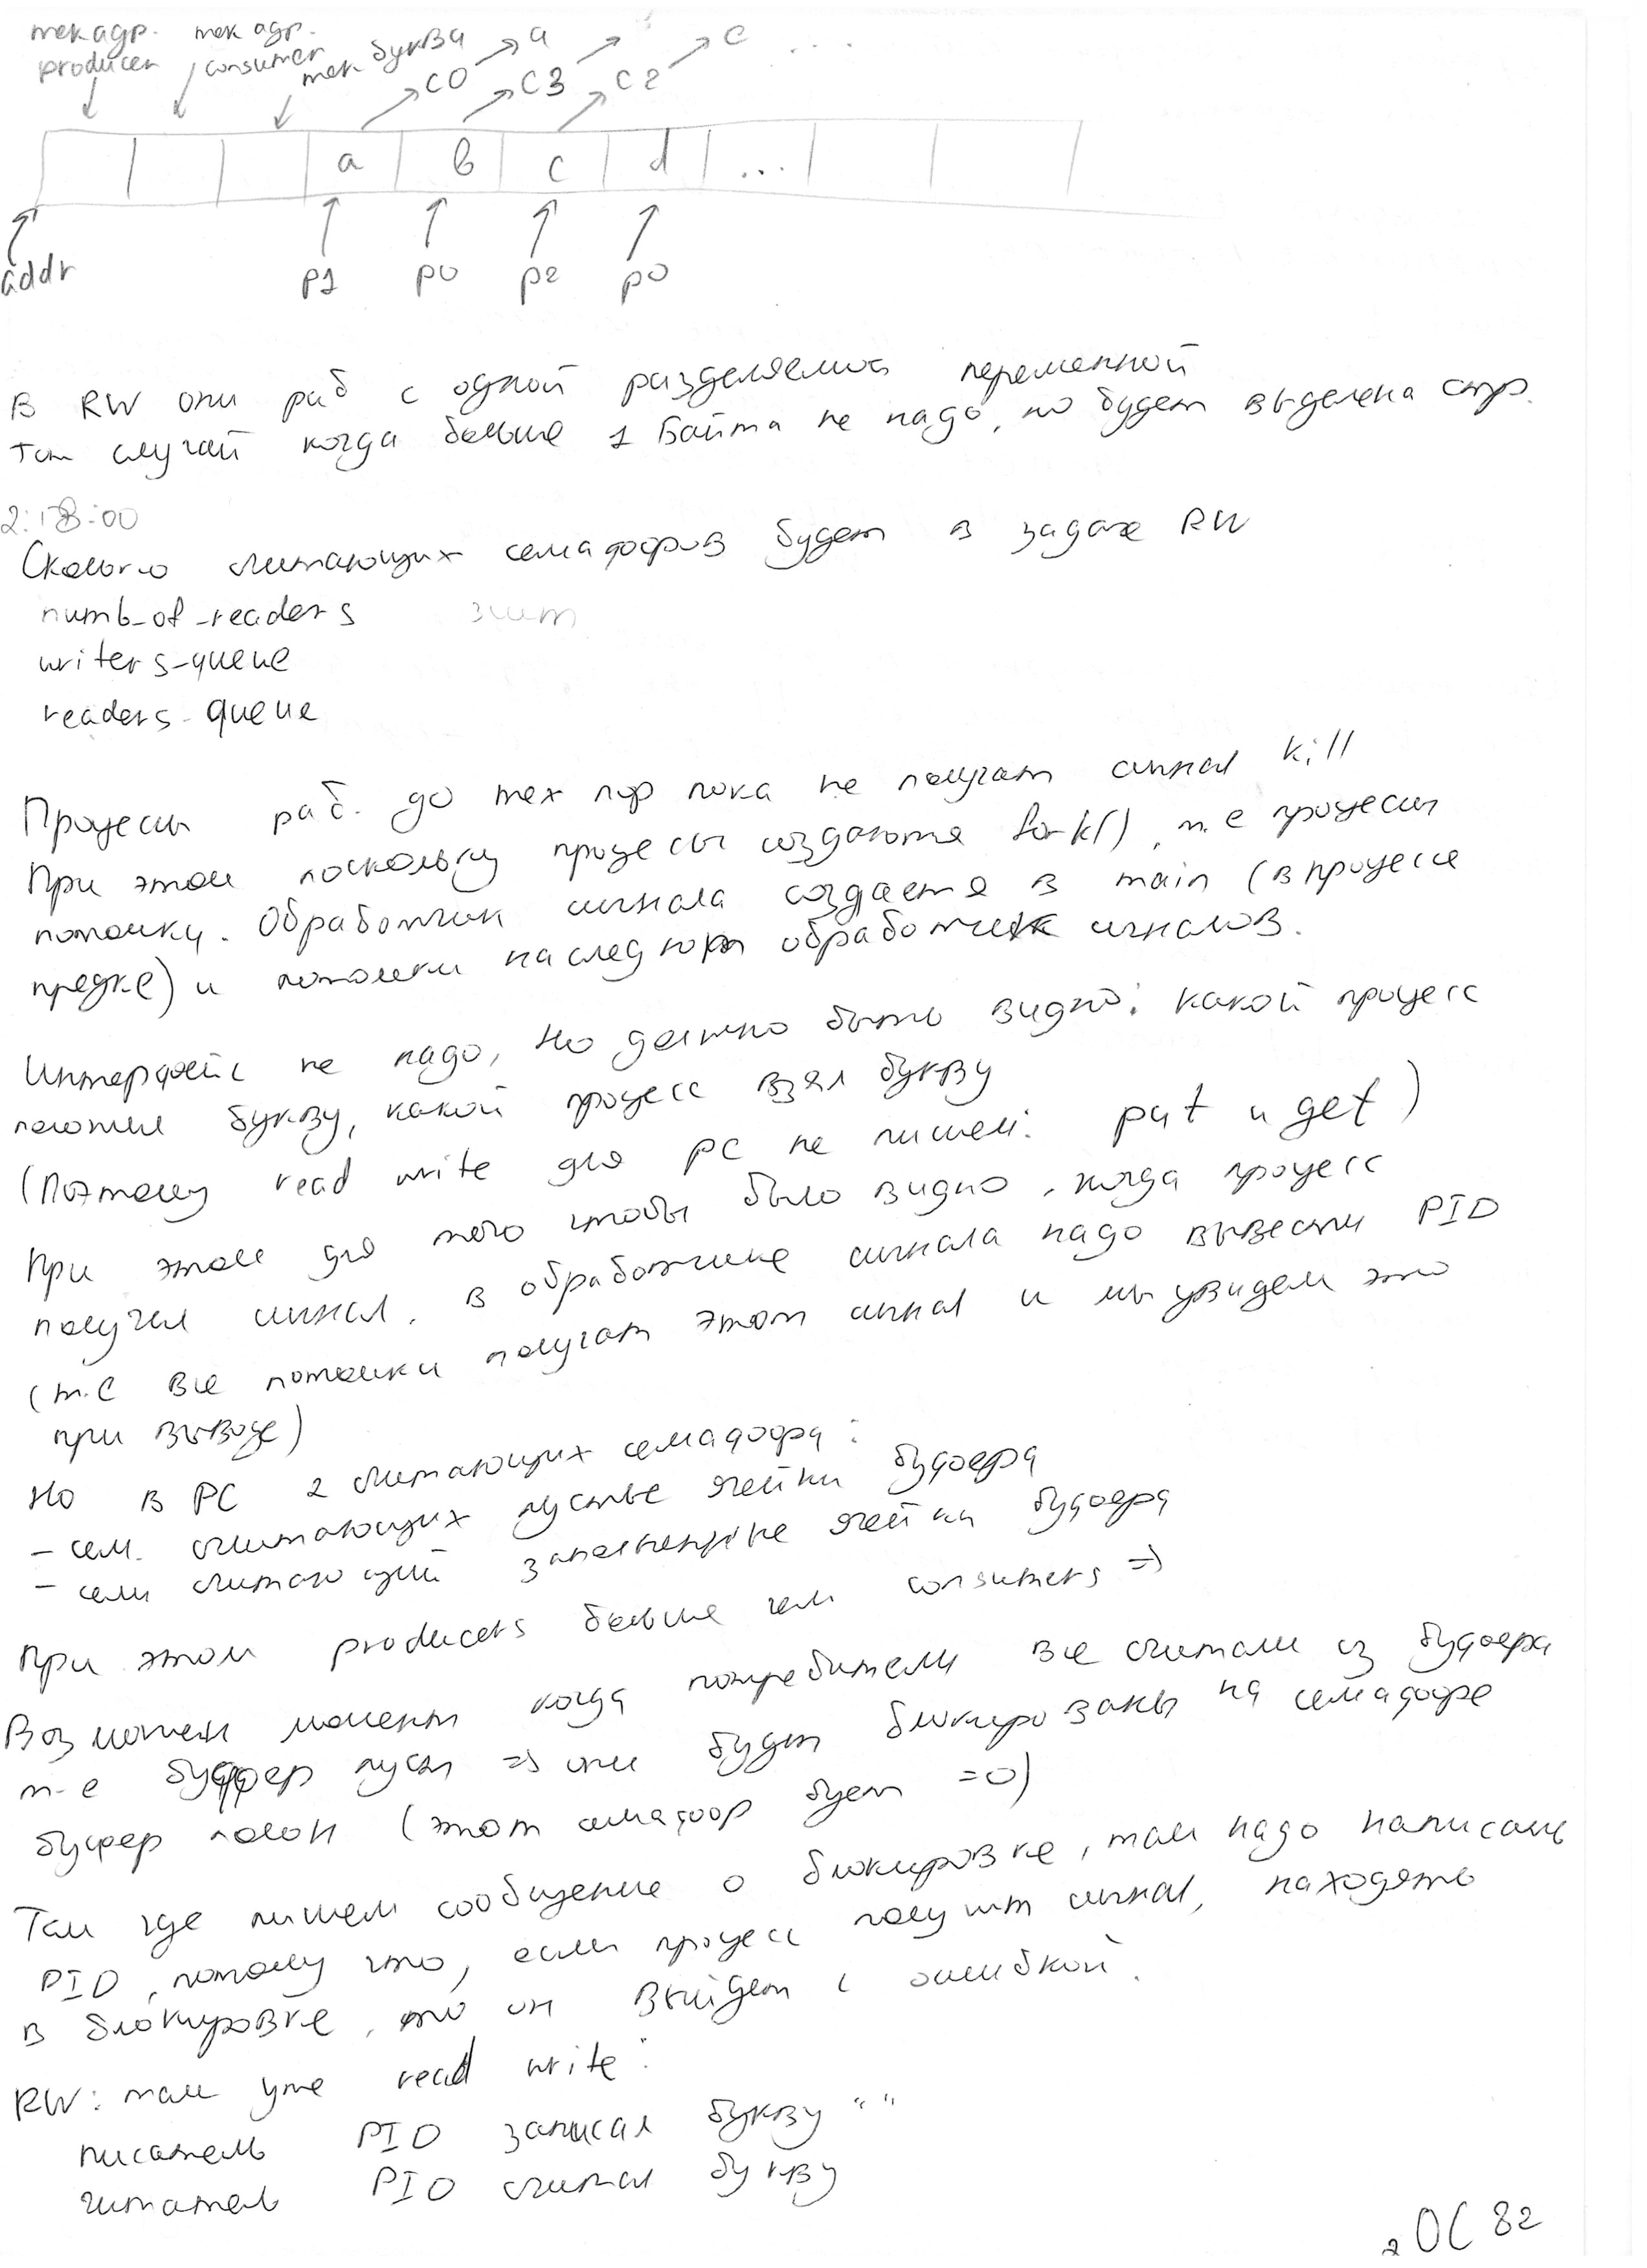 тек адр. тек адр.
producer consumer тек буква
c0 a c3 c2 c ...
a b c d ...
addr p1 p0 p2 p0
В RW они раб с одной разделяемой переменной
Тот случай когда больше 1 байта не надо, но будет выделена стр.
2:18:00
Сколько считающих семафоров будет в задаче RW
numb_of_readers
writers_queue
readers_queue
Процессы раб. до тех пор пока не получат сигнал kill
При этом поскольку процессы создаются fork(), т.е процессы
потомки. Обработчик сигнала создается в main (в процессе
предке) и потомки наследуют обработчик сигналов.
Интерфейс не надо, но должно быть видно: какой процесс
положил букву, какой процесс взял букву
(Поэтому read write для PC не пишем: put и get)
При этом для того чтобы было видно, когда процесс
получил сигнал, в обработчике сигнала надо вывести PID
(т.е все потомки получат этот сигнал и мы увидем это
при выводе)
Но в PC 2 считающих семафора:
- сем. считающих пустые ячейки буфера
- сем считающий заполненные ячейки буфера
При этом producers больше чем consumers =>
Возможен момент когда потребители все считали из буфера
т-е буффер пуст => они будут блокированы на семафоре
буфер полон (этот семафор будет =0)
Там где пишем сообщение о блокировке, там надо написать
PID, потому что, если процесс получит сигнал, находясь
в блокировке, то он выйдет с ошибкой.
RW: там уже read write:
писатель PID записал букву " "
читатель PID считал букву
ОС 82